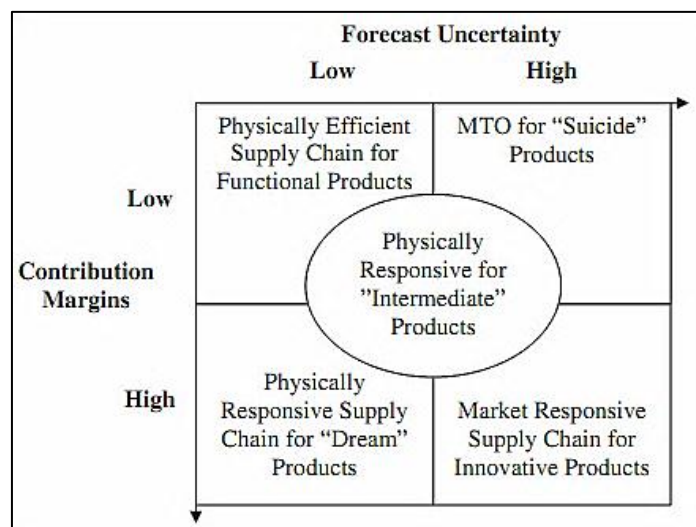 Forecast Uncertainty
Low
High
Physically Efficient
Supply Chain for
Functional Products
MTO for “Suicide”
Products
Low
Physically
Responsive for
”Intermediate”
Products
Contribution
Margins
High
Physically
Responsive Supply
Chain for “Dream”
Products
Market Responsive
Supply Chain for
Innovative Products